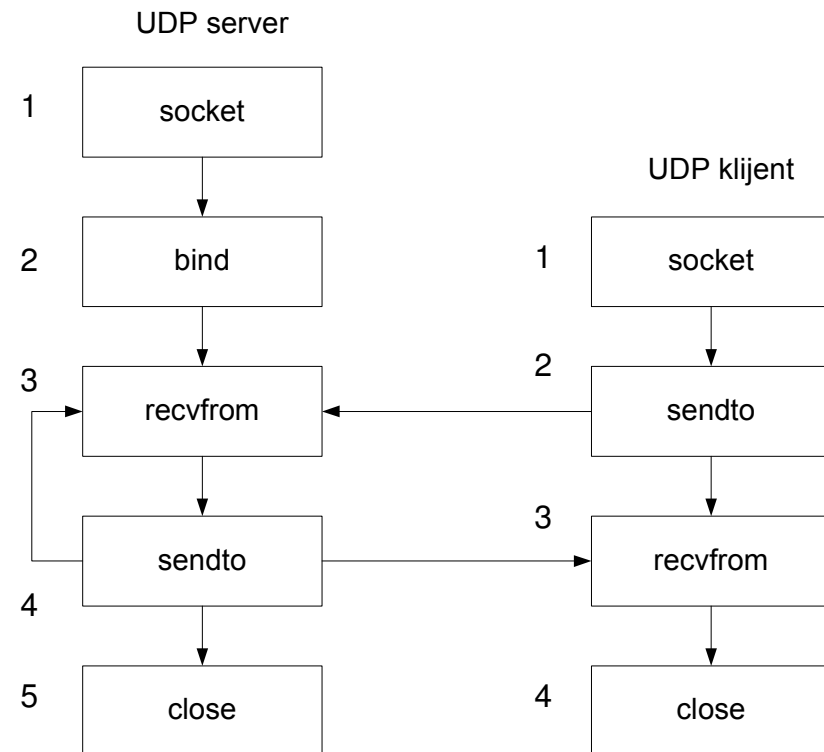 UDP server
1
socket
2
bind
3
recvfrom
sendto
4
5
close
UDP klijent
1
socket
2
sendto
3
recvfrom
4
close